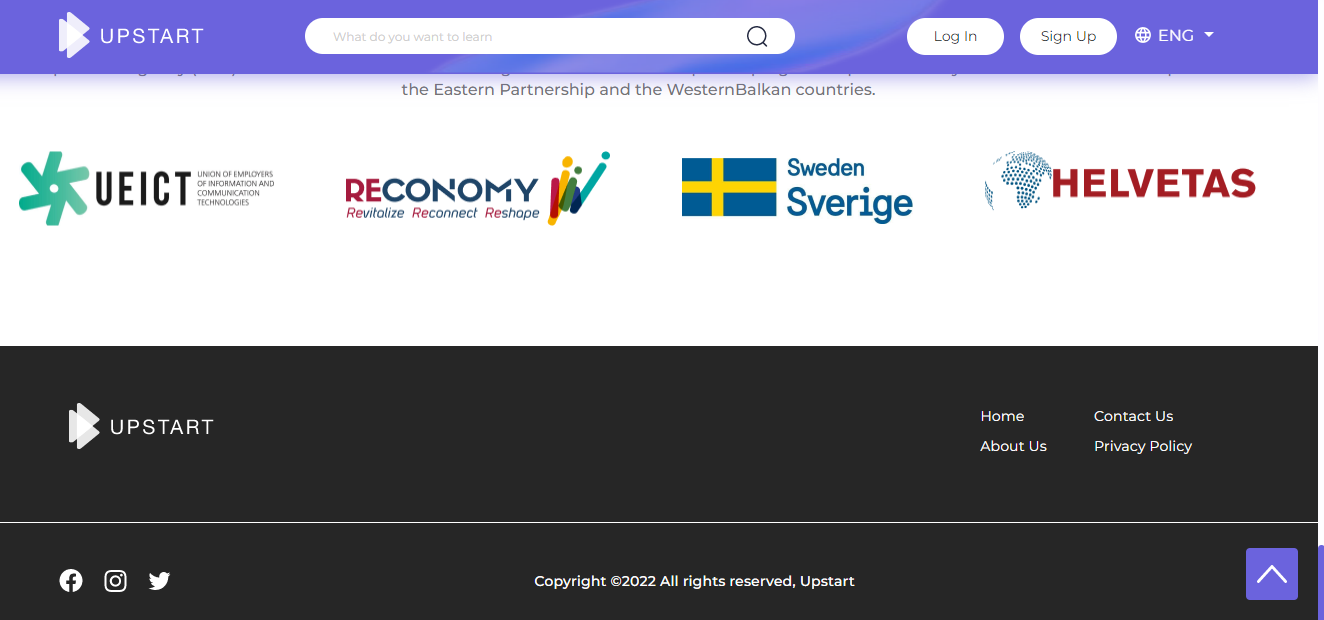 UPSTART
What do you want to learn
Log In
Sign Up
ENG
the Eastern Partnership and the WesternBalkan countries.
UEICT
UNION OF EMPLOYERS
OF INFORMATION AND
COMMUNICATION
TECHNOLOGIES
RECONOMY
Revitalize Reconnect Reshape
Sweden
Sverige
HELVETAS
UPSTART
Home
Contact Us
About Us
Privacy Policy
Copyright ©2022 All rights reserved, Upstart